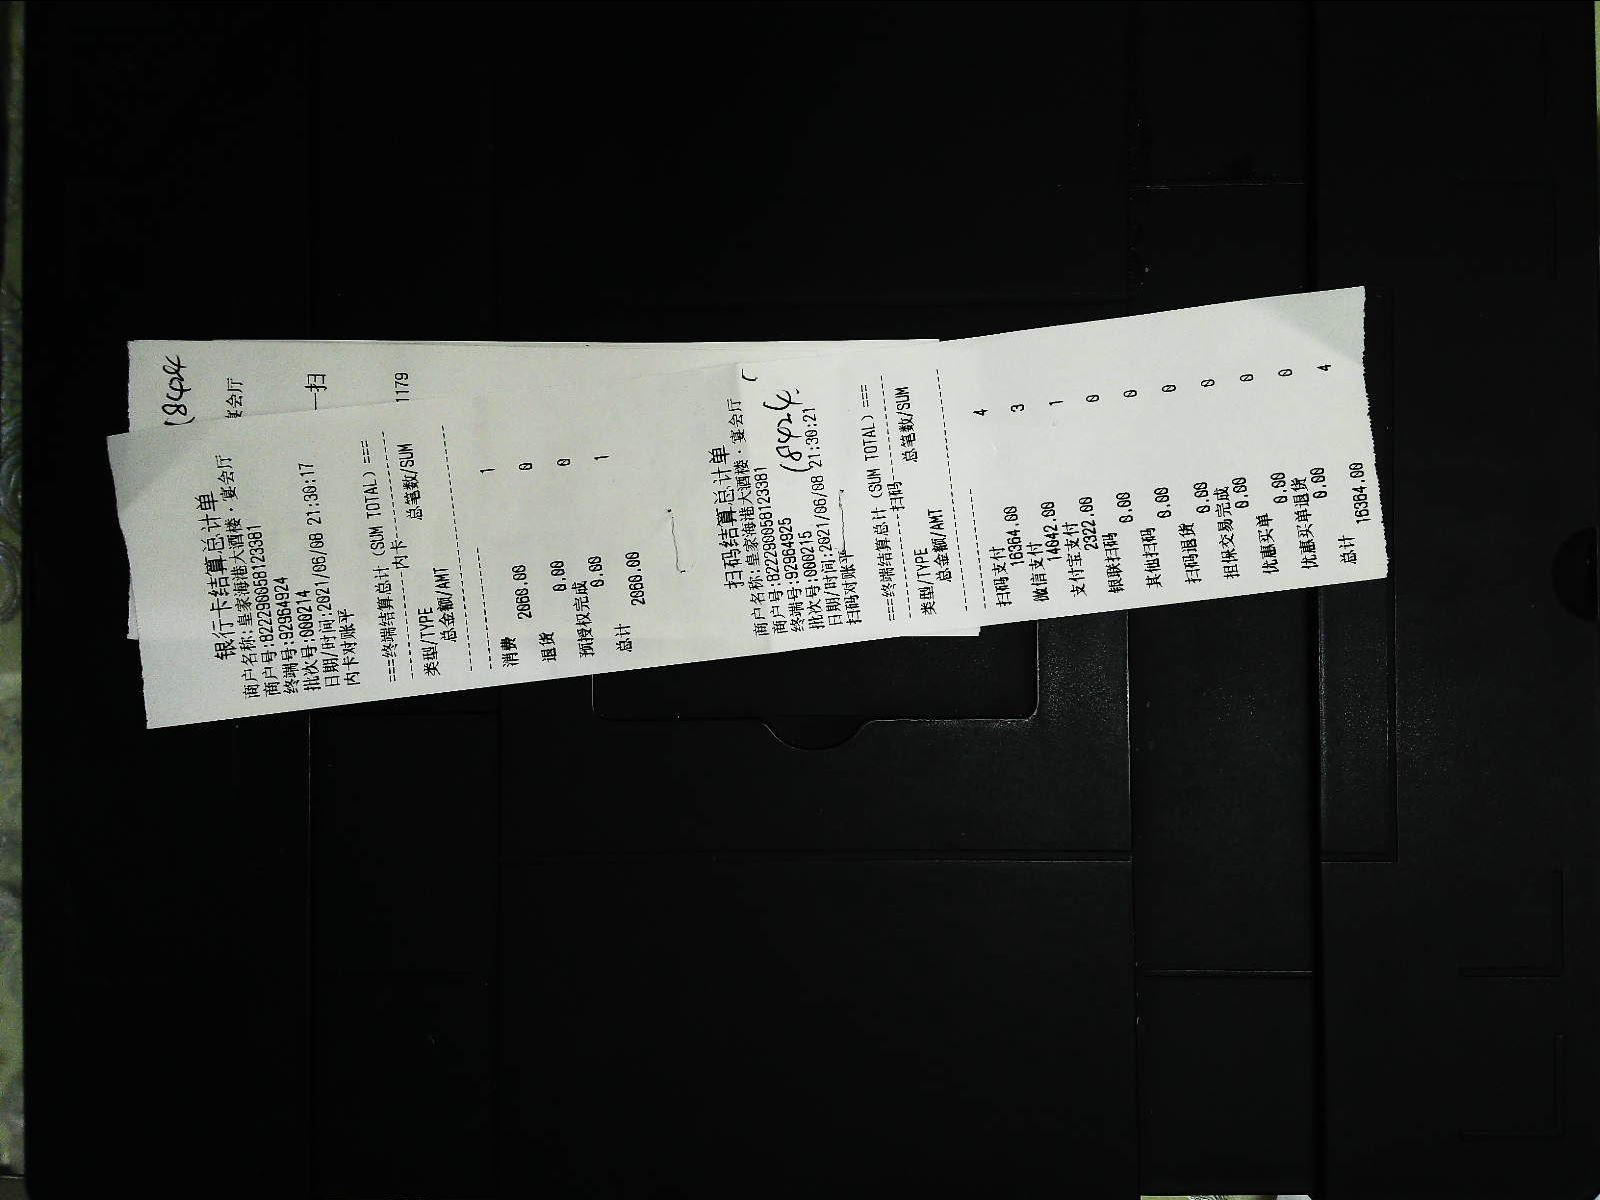 18424
宴会厅
扫
1179
银行卡结算总计单
商户名称:皇家海港大酒楼·宴会厅
商户号:822290058123381
终端号:92964924
批次号:000214
日期/时间:2021/06/08 21:30:17
内卡对账平
===终端结算总计(SUM TOTAL)===
内卡
类型/TYPE 总笔数/SUM
总金额/AMT
消费 1
2060.00
退货 0
0.00
预授权完成 0
0.00
总计 1
2060.00
扫码结算总计单
商户名称:皇家海港大酒楼·宴会厅
商户号:822290058123381
终端号:92964925
批次号:000215
日期/时间:2021/06/08 21:30:21
扫码对账平
18424
===终端结算总计(SUM TOTAL)===
扫码
类型/TYPE 总笔数/SUM
总金额/AMT
扫码支付 4
16364.00
微信支付 3
14042.00
支付宝支付 1
2322.00
银联扫码 0
0.00
其他扫码 0
0.00
扫码退货 0
0.00
担保交易完成 0
0.00
优惠买单 0
0.00
优惠买单退货 0
0.00
总计 4
16364.00